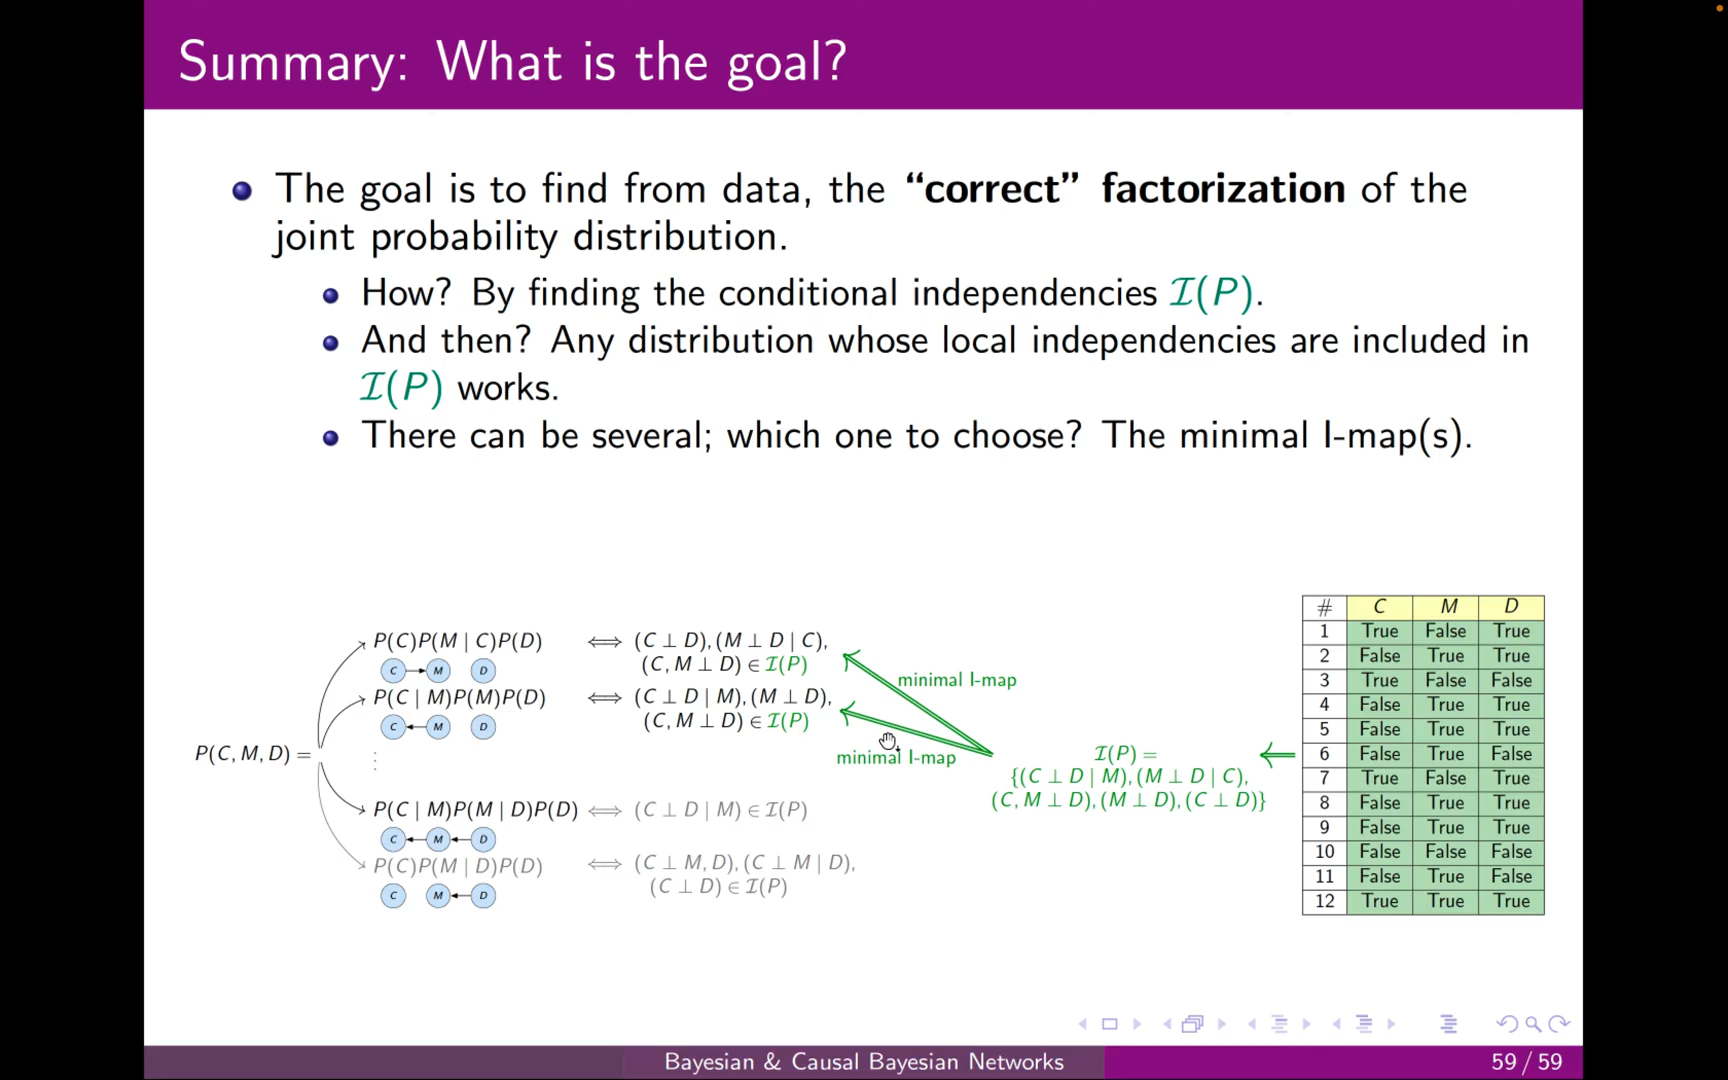 Summary: What is the goal?
The goal is to find from data, the “correct” factorization of the
joint probability distribution.
How? By finding the conditional independencies ℐ(P).
And then? Any distribution whose local independencies are included in
ℐ(P) works.
There can be several; which one to choose? The minimal I-map(s).
P(C, M, D) =
P(C)P(M | C)P(D) ⟺ (C ⊥ D), (M ⊥ D | C),
(C, M ⊥ D) ∈ ℐ(P)
C M D
P(C | M)P(M)P(D) ⟺ (C ⊥ D | M), (M ⊥ D),
(C, M ⊥ D) ∈ ℐ(P)
C M D
⋮
P(C | M)P(M | D)P(D) ⟺ (C ⊥ D | M) ∈ ℐ(P)
C M D
P(C)P(M | D)P(D) ⟺ (C ⊥ M, D), (C ⊥ M | D),
(C ⊥ D) ∈ ℐ(P)
C M D
minimal I-map
minimal I-map
ℐ(P) =
{(C ⊥ D | M), (M ⊥ D | C),
(C, M ⊥ D), (M ⊥ D), (C ⊥ D)}
# C M D
1 True False True
2 False True True
3 True False False
4 False True True
5 False True True
6 False True False
7 True False True
8 False True True
9 False True True
10 False False False
11 False True False
12 True True True
Bayesian & Causal Bayesian Networks
59 / 59